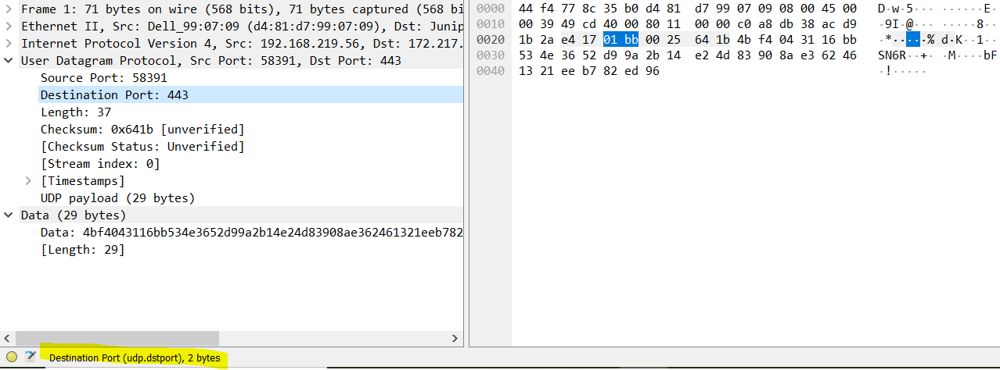 Frame 1: 71 bytes on wire (568 bits), 71 bytes captured (568 bi
Ethernet II, Src: Dell_99:07:09 (d4:81:d7:99:07:09), Dst: Junip
Internet Protocol Version 4, Src: 192.168.219.56, Dst: 172.217.
User Datagram Protocol, Src Port: 58391, Dst Port: 443
Source Port: 58391
Destination Port: 443
Length: 37
Checksum: 0x641b [unverified]
[Checksum Status: Unverified]
[Stream index: 0]
[Timestamps]
UDP payload (29 bytes)
Data (29 bytes)
Data: 4bf4043116bb534e3652d99a2b14e24d83908ae362461321eeb782
[Length: 29]
0000 44 f4 77 8c 35 b0 d4 81 d7 99 07 09 08 00 45 00 D·w·5··· ······E·
0010 00 39 49 cd 40 00 80 11 00 00 c0 a8 db 38 ac d9 ·9I·@··· ·····8··
0020 1b 2a e4 17 01 bb 00 25 64 1b 4b f4 04 31 16 bb ·*·····% d·K··1··
0030 53 4e 36 52 d9 9a 2b 14 e2 4d 83 90 8a e3 62 46 SN6R··+· ·M····bF
0040 13 21 ee b7 82 ed 96 ·!·····
Destination Port (udp.dstport), 2 bytes